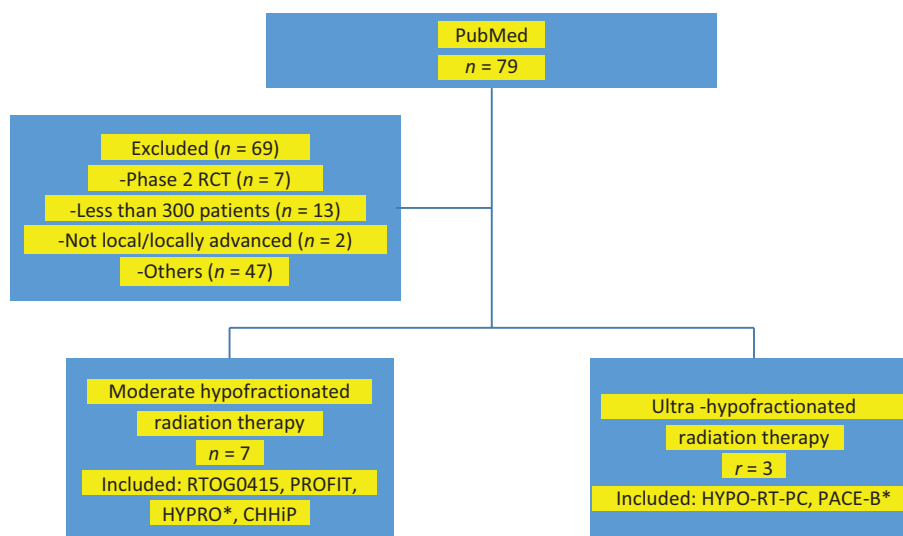 PubMed
n = 79
Excluded (n = 69)
-Phase 2 RCT (n = 7)
-Less than 300 patients (n = 13)
-Not local/locally advanced (n = 2)
-Others (n = 47)
Moderate hypofractionated
radiation therapy
n = 7
Included: RTOG0415, PROFIT,
HYPRO*, CHHiP
Ultra -hypofractionated
radiation therapy
r = 3
Included: HYPO-RT-PC, PACE-B*